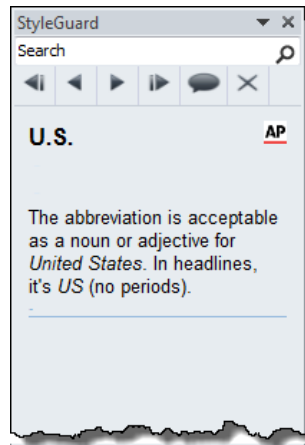 StyleGuard
Search
U.S.
AP
The abbreviation is acceptable
as a noun or adjective for
United States. In headlines,
it's US (no periods).